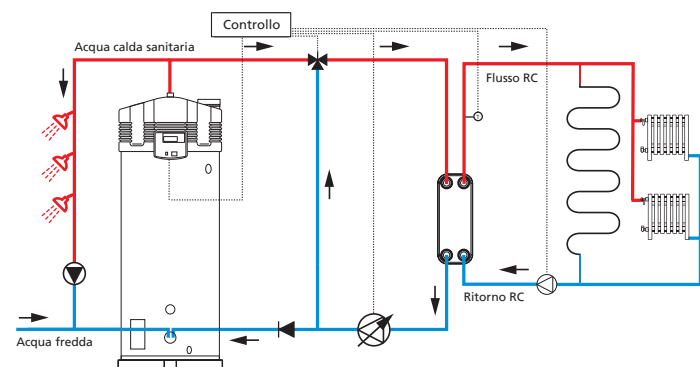 Controllo
Acqua calda sanitaria
Flusso RC
Ritorno RC
Acqua fredda